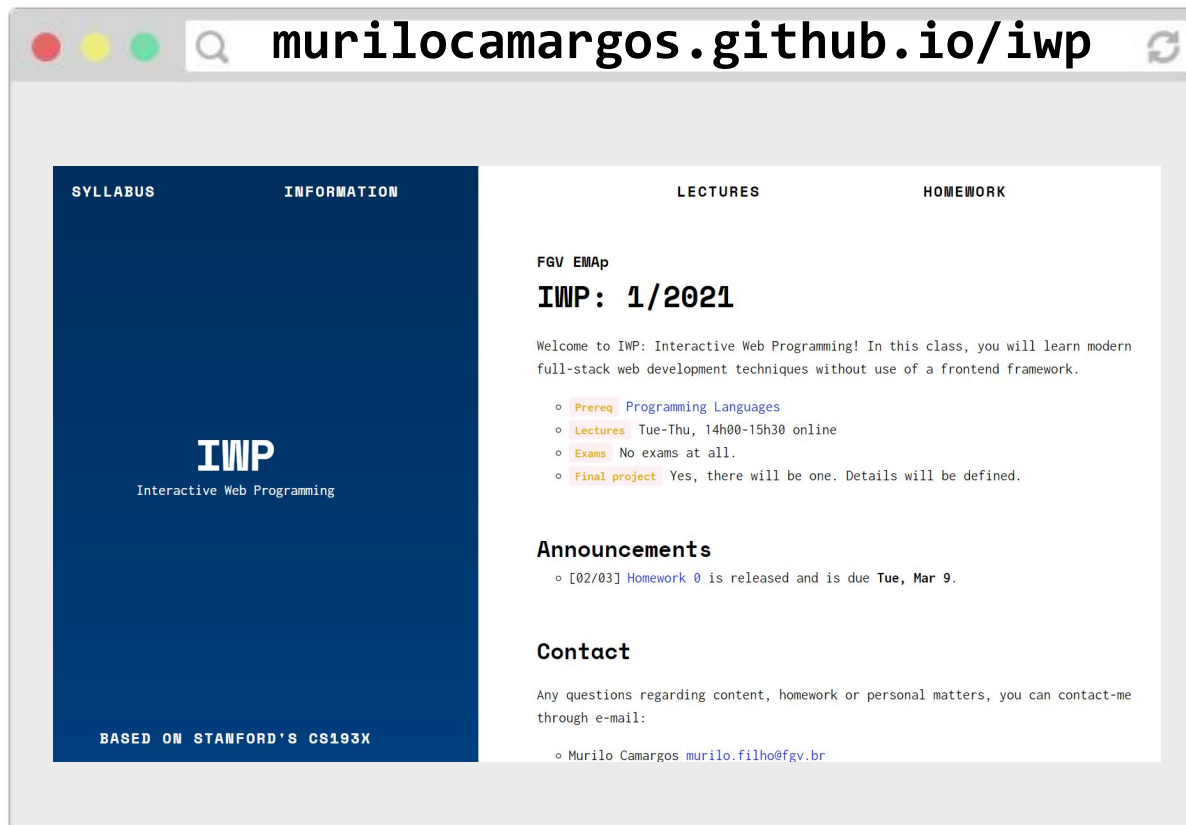 murilocamargos.github.io/iwp
SYLLABUS
INFORMATION
LECTURES
HOMEWORK
IWP
Interactive Web Programming
BASED ON STANFORD'S CS193X
FGV EMAp
IWP: 1/2021
Welcome to IWP: Interactive Web Programming! In this class, you will learn modern
full-stack web development techniques without use of a frontend framework.
Prereq Programming Languages
Lectures Tue-Thu, 14h00-15h30 online
Exams No exams at all.
Final project Yes, there will be one. Details will be defined.
Announcements
[02/03] Homework 0 is released and is due Tue, Mar 9.
Contact
Any questions regarding content, homework or personal matters, you can contact-me
through e-mail:
Murilo Camargos murilo.filho@fgv.br